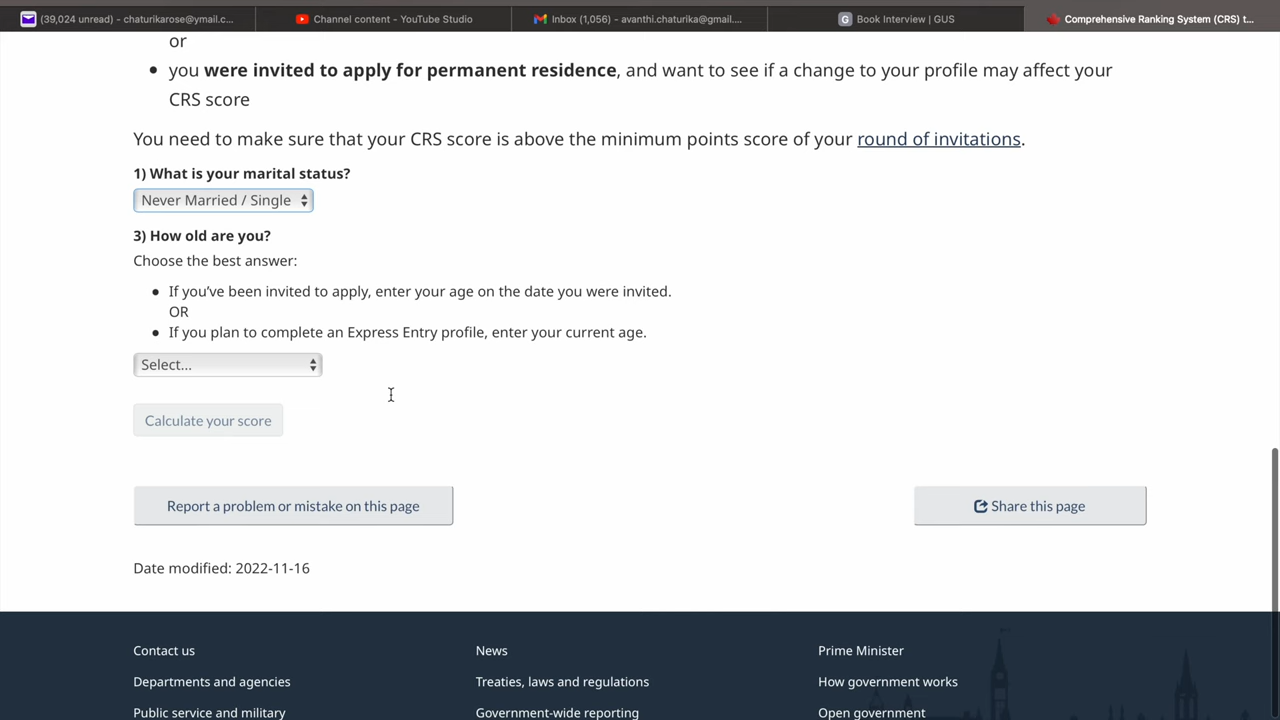 (39,024 unread) - chaturikarose@ymail.c...
Channel content - YouTube Studio
Inbox (1,056) - avanthi.chaturika@gmail....
Book Interview | GUS
Comprehensive Ranking System (CRS) t...
or
you were invited to apply for permanent residence, and want to see if a change to your profile may affect your
CRS score
You need to make sure that your CRS score is above the minimum points score of your round of invitations.
1) What is your marital status?
Never Married / Single
3) How old are you?
Choose the best answer:
If you've been invited to apply, enter your age on the date you were invited.
OR
If you plan to complete an Express Entry profile, enter your current age.
Select...
Calculate your score
Report a problem or mistake on this page
Share this page
Date modified: 2022-11-16
Contact us
News
Prime Minister
Departments and agencies
Treaties, laws and regulations
How government works
Public service and military
Government-wide reporting
Open government